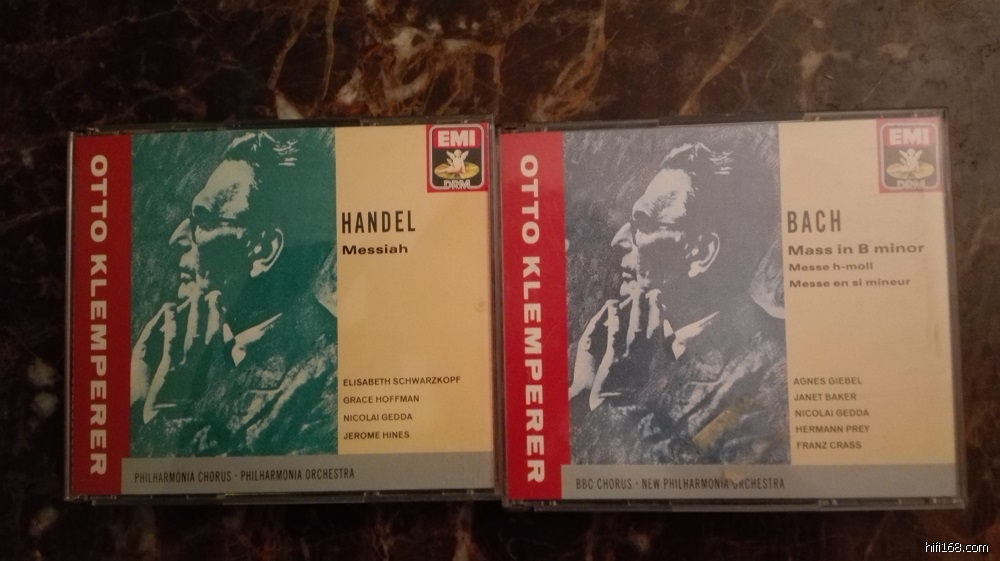 OTTO KLEMPERER
EMI
DRM
HANDEL
Messiah
ELISABETH SCHWARZKOPF
GRACE HOFFMAN
NICOLAI GEDDA
JEROME HINES
PHILHARMONIA CHORUS · PHILHARMONIA ORCHESTRA
OTTO KLEMPERER
EMI
DRM
BACH
Mass in B minor
Messe h-moll
Messe en si mineur
AGNES GIEBEL
JANET BAKER
NICOLAI GEDDA
HERMANN PREY
FRANZ CRASS
BBC CHORUS · NEW PHILHARMONIA ORCHESTRA
hifi168.com